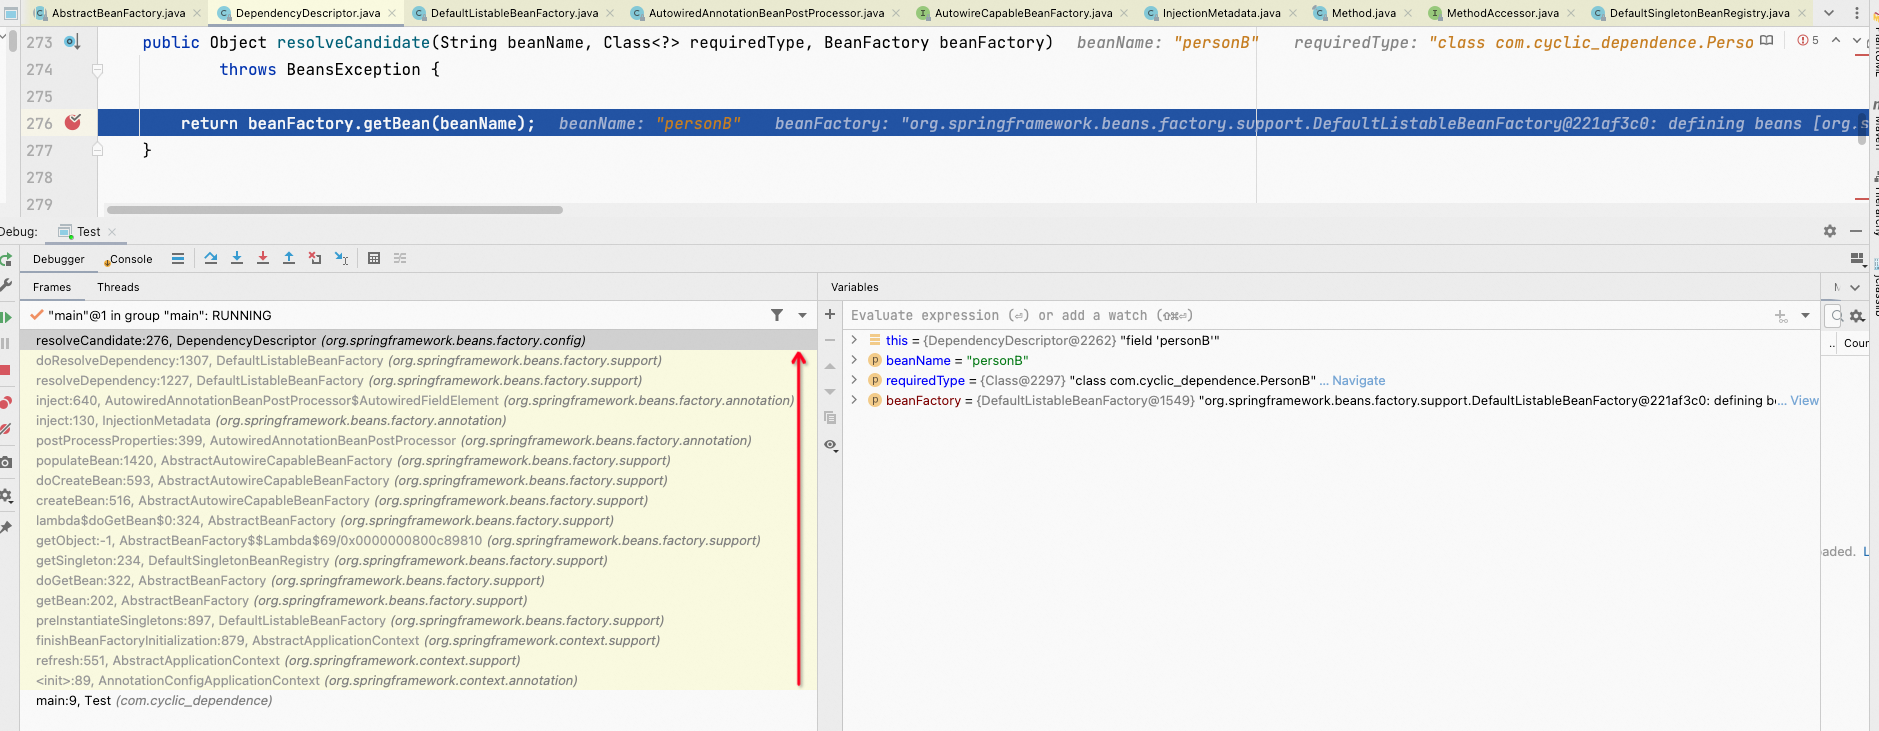 AbstractBeanFactory.java DependencyDescriptor.java DefaultListableBeanFactory.java AutowiredAnnotationBeanPostProcessor.java AutowireCapableBeanFactory.java InjectionMetadata.java Method.java MethodAccessor.java DefaultSingletonBeanRegistry.java
273 public Object resolveCandidate(String beanName, Class<?> requiredType, BeanFactory beanFactory) beanName: "personB" requiredType: "class com.cyclic_dependence.Perso 5
274 throws BeansException {
275
276 return beanFactory.getBean(beanName); beanName: "personB" beanFactory: "org.springframework.beans.factory.support.DefaultListableBeanFactory@221af3c0: defining beans [org.s
277 }
278
279
Debug: Test
Debugger Console
Frames Threads Variables
"main"@1 in group "main": RUNNING Evaluate expression (⏎) or add a watch (⇧⌘⏎)
resolveCandidate:276, DependencyDescriptor (org.springframework.beans.factory.config)
doResolveDependency:1307, DefaultListableBeanFactory (org.springframework.beans.factory.support)
resolveDependency:1227, DefaultListableBeanFactory (org.springframework.beans.factory.support)
inject:640, AutowiredAnnotationBeanPostProcessor$AutowiredFieldElement (org.springframework.beans.factory.annotation)
inject:130, InjectionMetadata (org.springframework.beans.factory.annotation)
postProcessProperties:399, AutowiredAnnotationBeanPostProcessor (org.springframework.beans.factory.annotation)
populateBean:1420, AbstractAutowireCapableBeanFactory (org.springframework.beans.factory.support)
doCreateBean:593, AbstractAutowireCapableBeanFactory (org.springframework.beans.factory.support)
createBean:516, AbstractAutowireCapableBeanFactory (org.springframework.beans.factory.support)
lambda$doGetBean$0:324, AbstractBeanFactory (org.springframework.beans.factory.support)
getObject:-1, AbstractBeanFactory$$Lambda$69/0x0000000800c89810 (org.springframework.beans.factory.support)
getSingleton:234, DefaultSingletonBeanRegistry (org.springframework.beans.factory.support)
doGetBean:322, AbstractBeanFactory (org.springframework.beans.factory.support)
getBean:202, AbstractBeanFactory (org.springframework.beans.factory.support)
preInstantiateSingletons:897, DefaultListableBeanFactory (org.springframework.beans.factory.support)
finishBeanFactoryInitialization:879, AbstractApplicationContext (org.springframework.context.support)
refresh:551, AbstractApplicationContext (org.springframework.context.support)
<init>:89, AnnotationConfigApplicationContext (org.springframework.context.annotation)
main:9, Test (com.cyclic_dependence)
this = {DependencyDescriptor@2262} "field 'personB'"
beanName = "personB"
requiredType = {Class@2297} "class com.cyclic_dependence.PersonB" ... Navigate
beanFactory = {DefaultListableBeanFactory@1549} "org.springframework.beans.factory.support.DefaultListableBeanFactory@221af3c0: defining be... View
.. Cour
aded. L